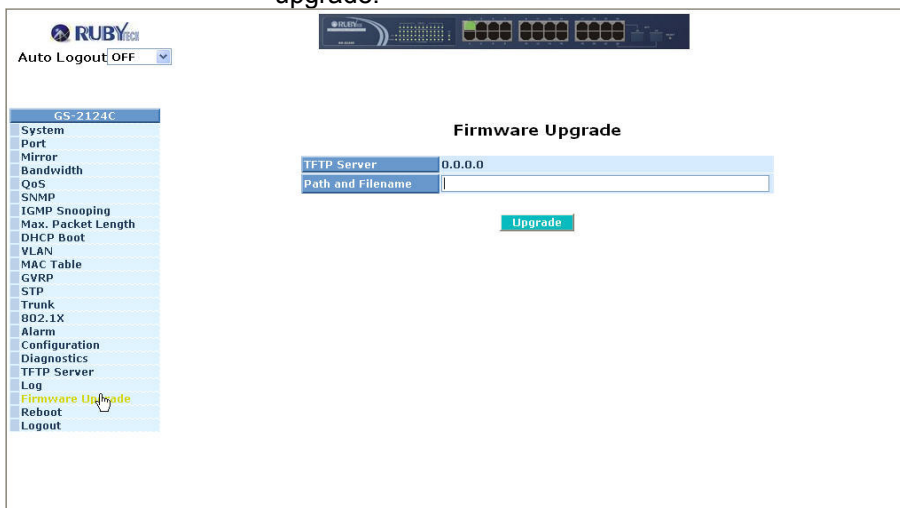 upgrade.
RUBYTECH
Auto Logout OFF
GS-2124C
System
Port
Mirror
Bandwidth
QoS
SNMP
IGMP Snooping
Max. Packet Length
DHCP Boot
VLAN
MAC Table
GVRP
STP
Trunk
802.1X
Alarm
Configuration
Diagnostics
TFTP Server
Log
Firmware Upgrade
Reboot
Logout
RUBYTECH
Firmware Upgrade
TFTP Server 0.0.0.0
Path and Filename
Upgrade